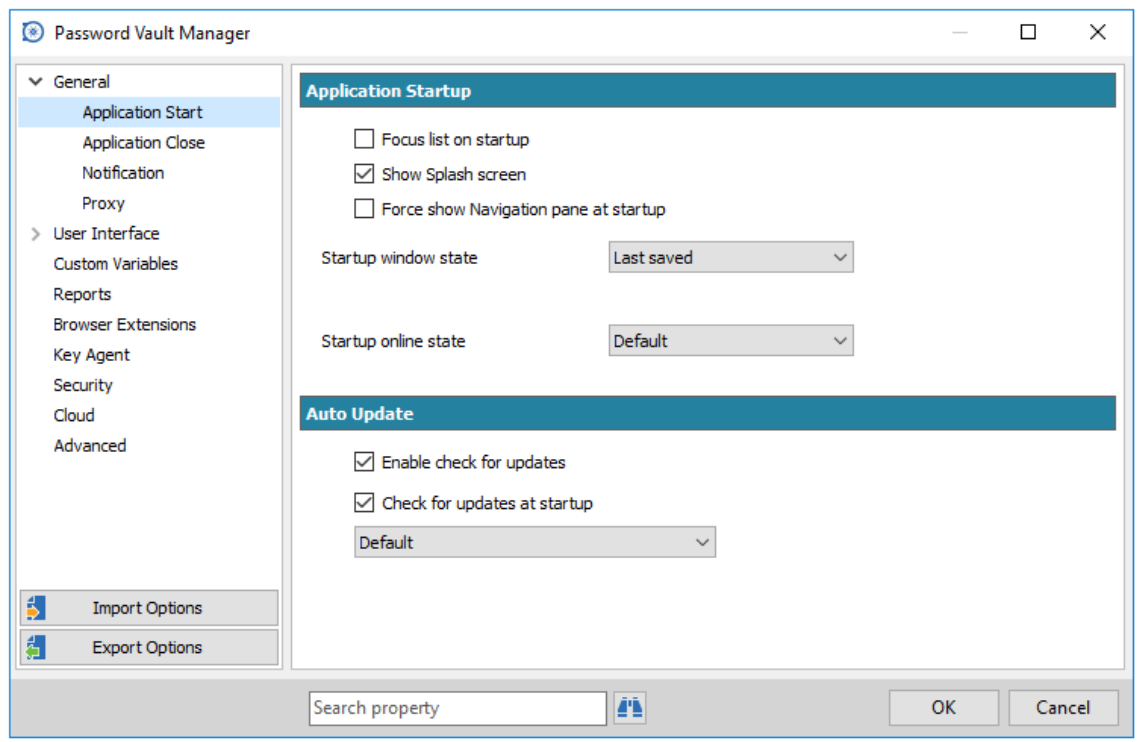 Password Vault Manager
General
Application Start
Application Close
Notification
Proxy
User Interface
Custom Variables
Reports
Browser Extensions
Key Agent
Security
Cloud
Advanced
Import Options
Export Options
Application Startup
Focus list on startup
Show Splash screen
Force show Navigation pane at startup
Startup window state Last saved
Startup online state Default
Auto Update
Enable check for updates
Check for updates at startup
Default
Search property
OK Cancel